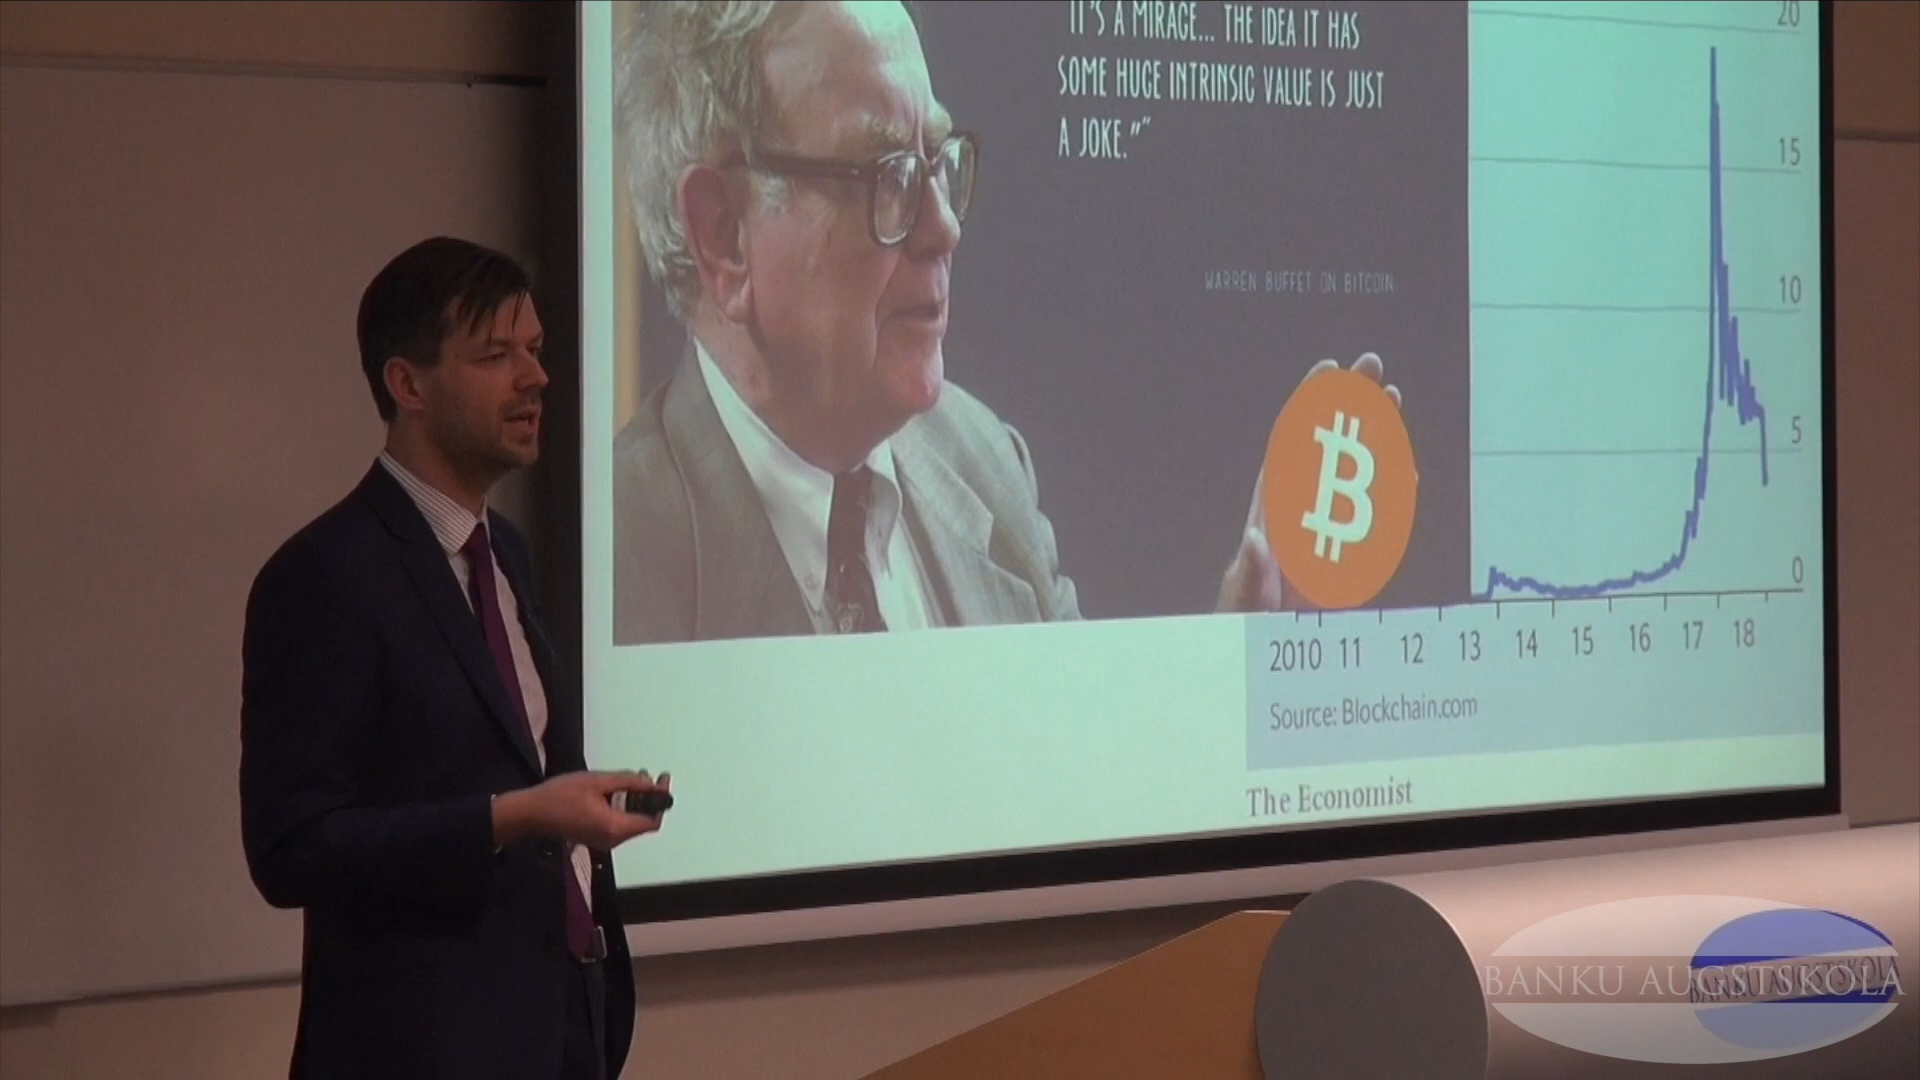 "IT'S A MIRAGE... THE IDEA IT HAS
SOME HUGE INTRINSIC VALUE IS JUST
A JOKE.""
WARREN BUFFET ON BITCOIN
20
15
10
5
0
2010 11 12 13 14 15 16 17 18
Source: Blockchain.com
The Economist
BANKU AUGSTSKOLA
BANKU AUGSTSKOLA